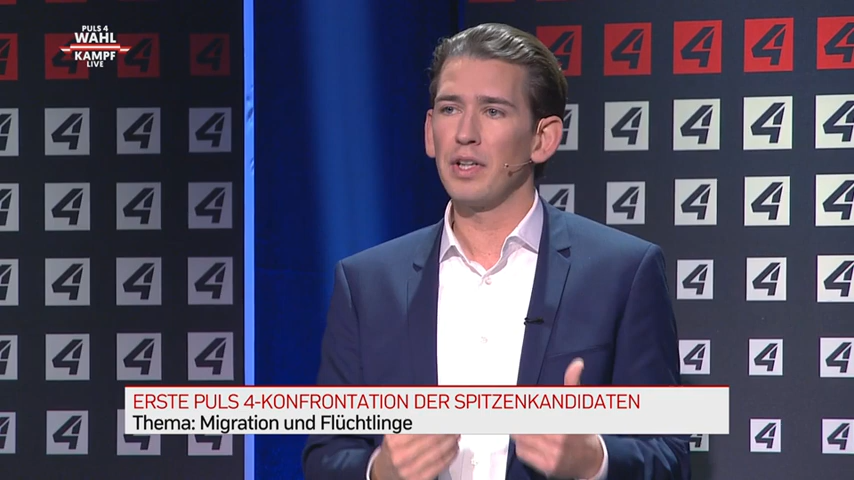 PULS 4
WAHL
KAMPF
LIVE
ERSTE PULS 4-KONFRONTATION DER SPITZENKANDIDATEN
Thema: Migration und Flüchtlinge